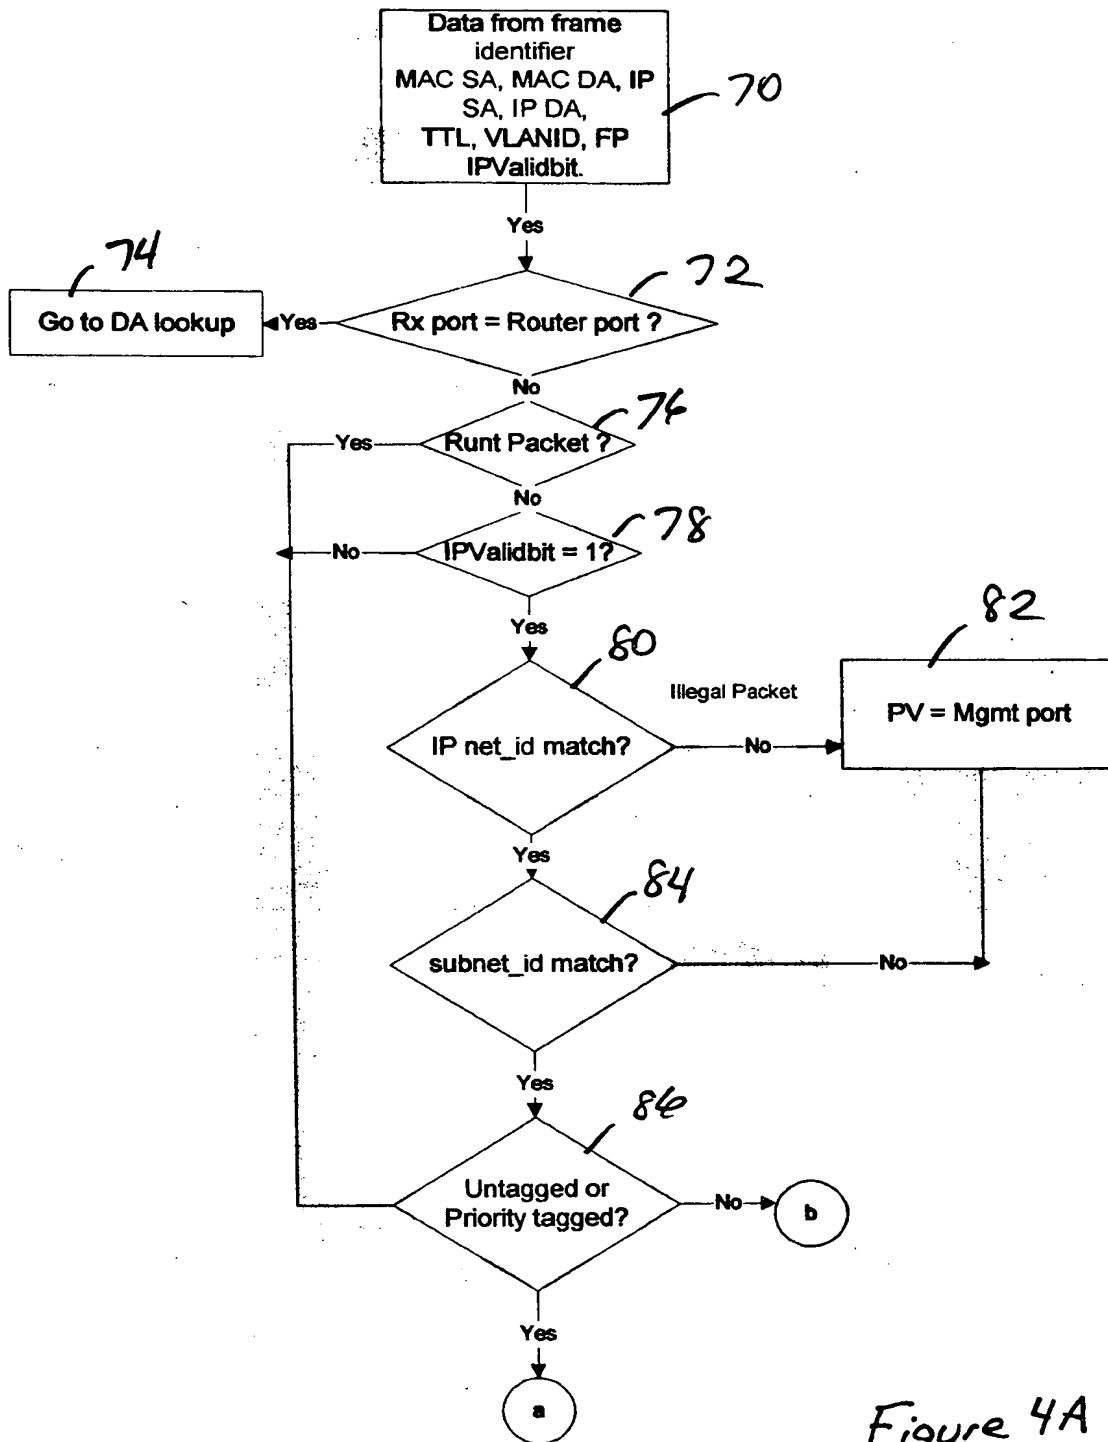 Data from frame
identifier
MAC SA, MAC DA, IP
SA, IP DA,
TTL, VLANID, FP
IPValidbit.
70
Yes
74
72
Go to DA lookup
Yes
Rx port = Router port ?
No
76
Yes
Runt Packet ?
No
78
No
IPValidbit = 1?
Yes
80
82
Illegal Packet
PV = Mgmt port
IP net_id match?
No
Yes
84
subnet_id match?
No
Yes
86
Untagged or
Priority tagged?
No
b
Yes
a
Figure 4A